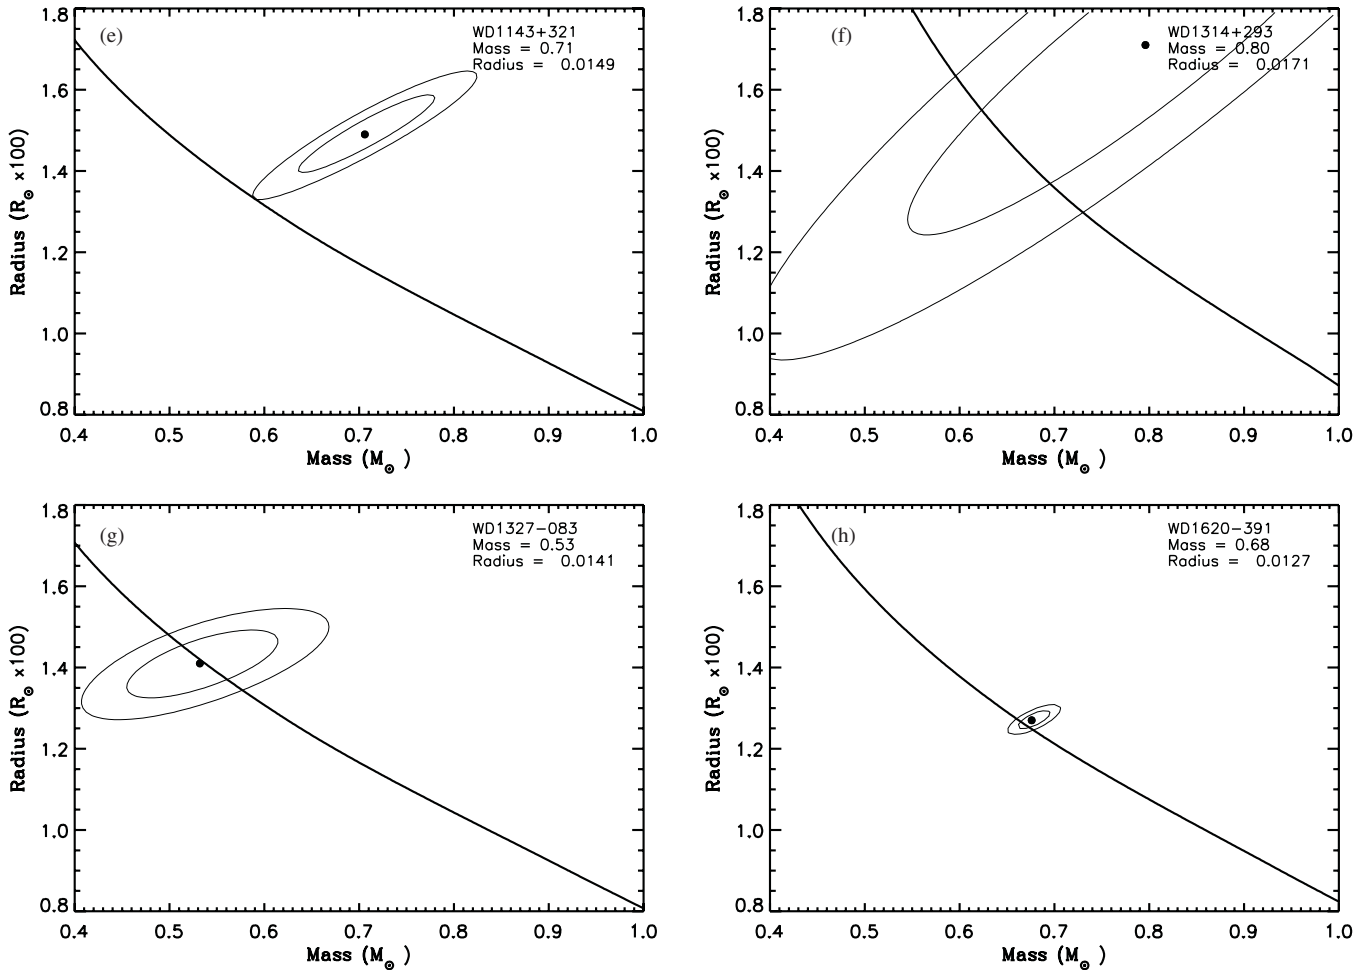 (e)
WD1143+321
Mass = 0.71
Radius = 0.0149
1.8
1.6
1.4
1.2
1.0
0.8
Radius (R⊙ x100)
0.4 0.5 0.6 0.7 0.8 0.9 1.0
Mass (M⊙ )
(f)
WD1314+293
Mass = 0.80
Radius = 0.0171
1.8
1.6
1.4
1.2
1.0
0.8
Radius (R⊙ x100)
0.4 0.5 0.6 0.7 0.8 0.9 1.0
Mass (M⊙ )
(g)
WD1327−083
Mass = 0.53
Radius = 0.0141
1.8
1.6
1.4
1.2
1.0
0.8
Radius (R⊙ x100)
0.4 0.5 0.6 0.7 0.8 0.9 1.0
Mass (M⊙ )
(h)
WD1620−391
Mass = 0.68
Radius = 0.0127
1.8
1.6
1.4
1.2
1.0
0.8
Radius (R⊙ x100)
0.4 0.5 0.6 0.7 0.8 0.9 1.0
Mass (M⊙ )